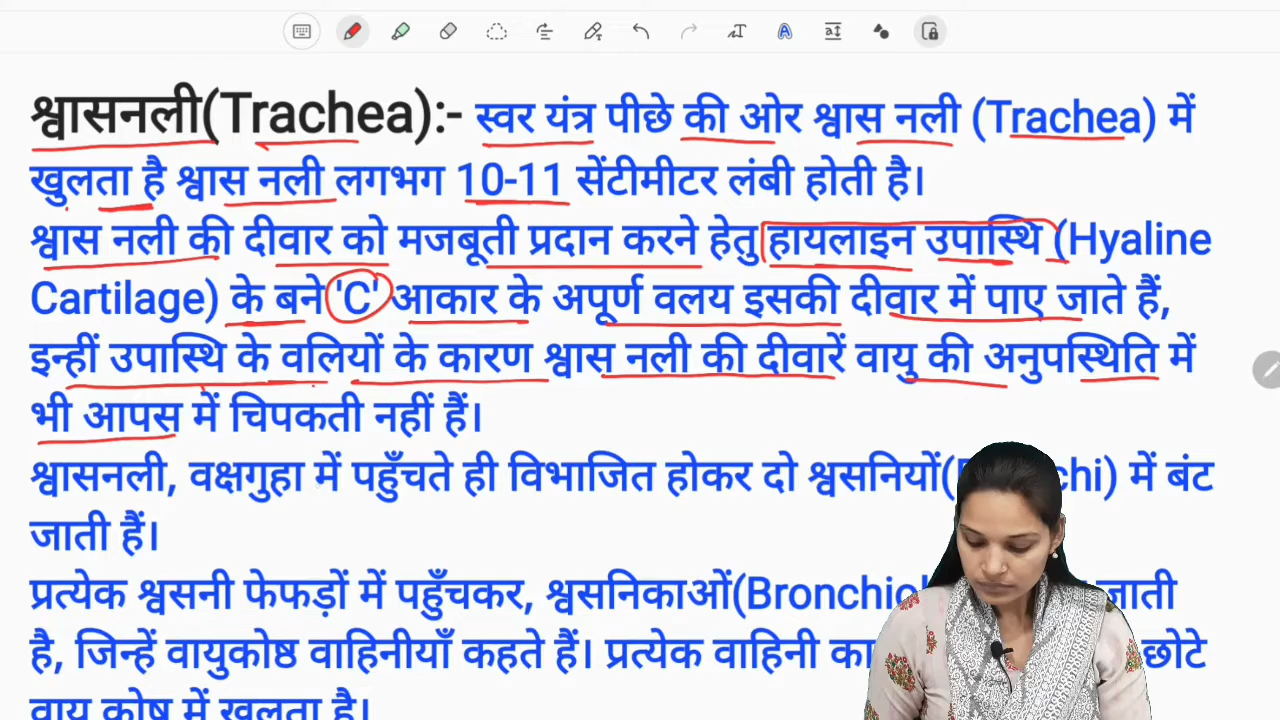 श्वासनली(Trachea):- स्वर यंत्र पीछे की ओर श्वास नली (Trachea) में
खुलता है श्वास नली लगभग 10-11 सेंटीमीटर लंबी होती है।
श्वास नली की दीवार को मजबूती प्रदान करने हेतु हायलाइन उपास्थि (Hyaline
Cartilage) के बने 'C' आकार के अपूर्ण वलय इसकी दीवार में पाए जाते हैं,
इन्हीं उपास्थि के वलियों के कारण श्वास नली की दीवारें वायु की अनुपस्थिति में
भी आपस में चिपकती नहीं हैं।
श्वासनली, वक्षगुहा में पहुँचते ही विभाजित होकर दो श्वसनियों( में बंट
जाती हैं।
प्रत्येक श्वसनी फेफड़ों में पहुँचकर, श्वसनिकाओं( जाती
है, जिन्हें वायुकोष्ठ वाहिनीयाँ कहते हैं। प्रत्येक वाहिनी छोटे
वायु कोष में खुलता है।